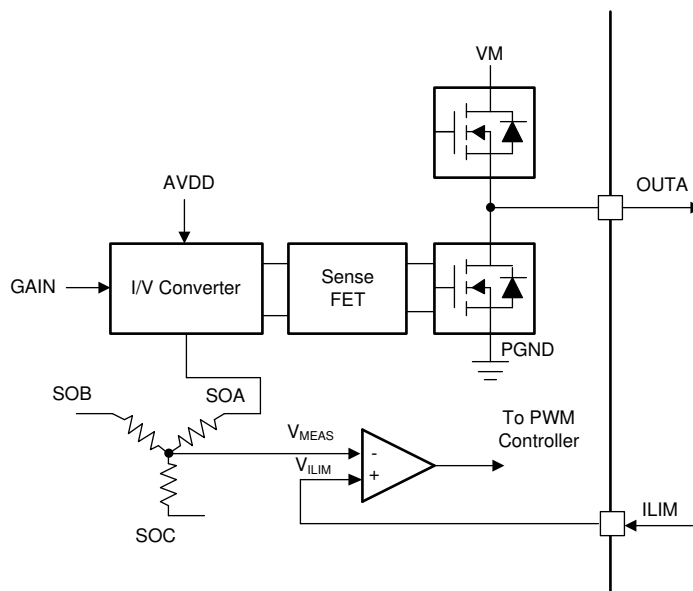 VM
OUTA
AVDD
GAIN
I/V Converter
Sense
FET
PGND
SOB
SOA
SOC
VMEAS
VILIM
-
+
To PWM
Controller
ILIM